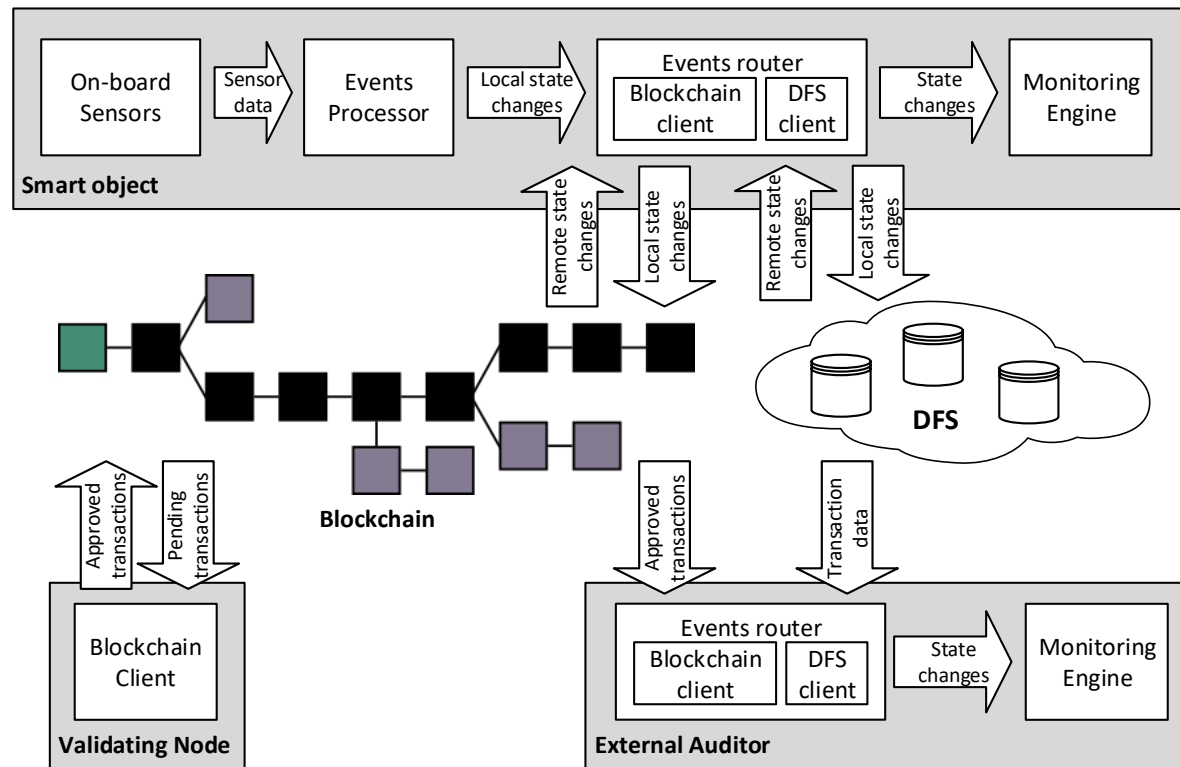 On-board
Sensors
Sensor
data
Events
Processor
Local state
changes
Events router
Blockchain
client
DFS
client
State
changes
Monitoring
Engine
Smart object
Remote state
changes
Local state
changes
Remote state
changes
Local state
changes
DFS
Blockchain
Approved
transactions
Pending
transactions
Approved
transactions
Transaction
data
Blockchain
Client
Validating Node
Events router
Blockchain
client
DFS
client
State
changes
Monitoring
Engine
External Auditor